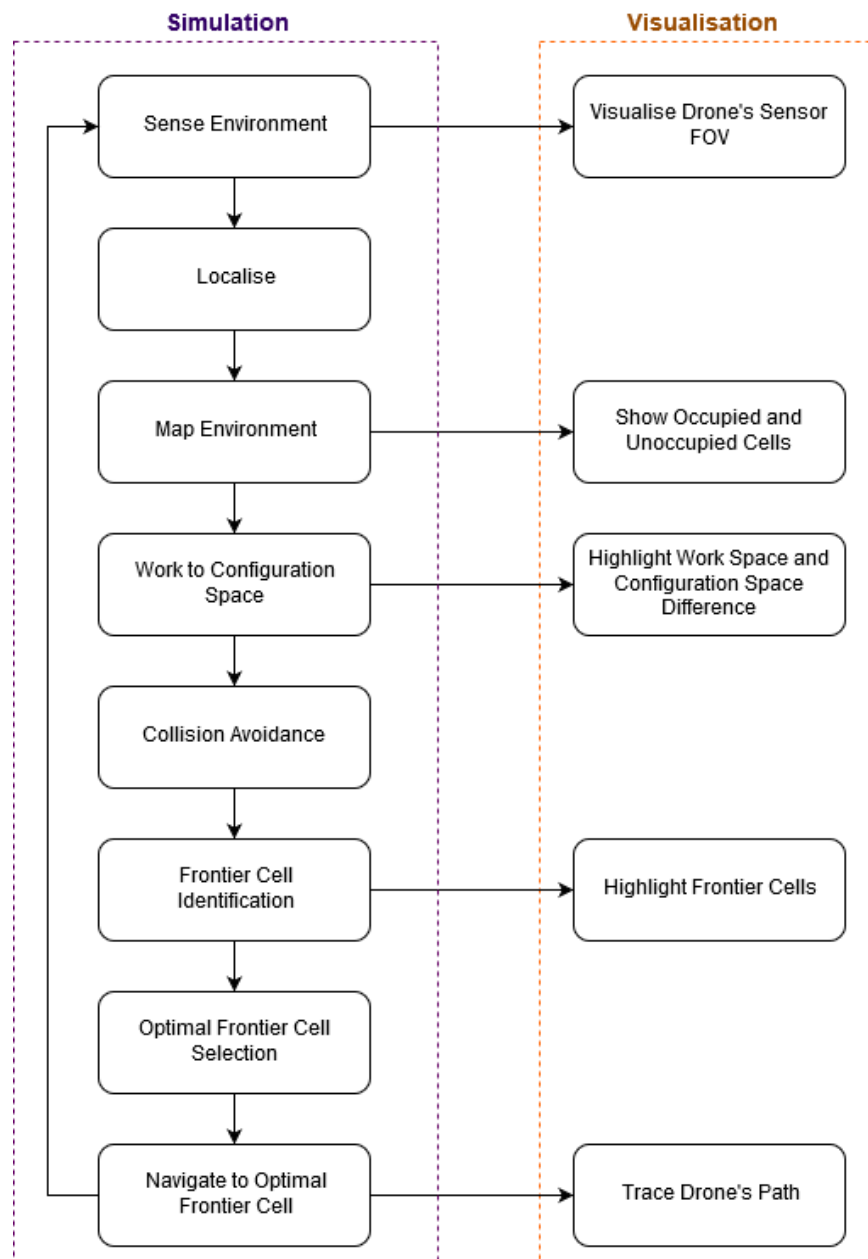 Simulation
Visualisation
Sense Environment
Visualise Drone's Sensor
FOV
Localise
Map Environment
Show Occupied and
Unoccupied Cells
Work to Configuration
Space
Highlight Work Space and
Configuration Space
Difference
Collision Avoidance
Frontier Cell
Identification
Highlight Frontier Cells
Optimal Frontier Cell
Selection
Navigate to Optimal
Frontier Cell
Trace Drone's Path